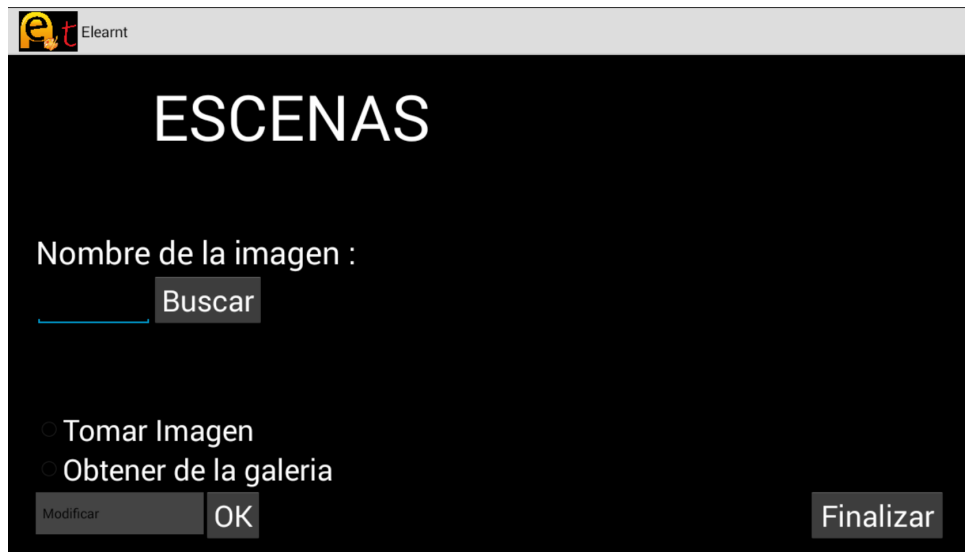 Elearnt
ESCENAS
Nombre de la imagen :
Buscar
Tomar Imagen
Obtener de la galeria
Modificar OK Finalizar